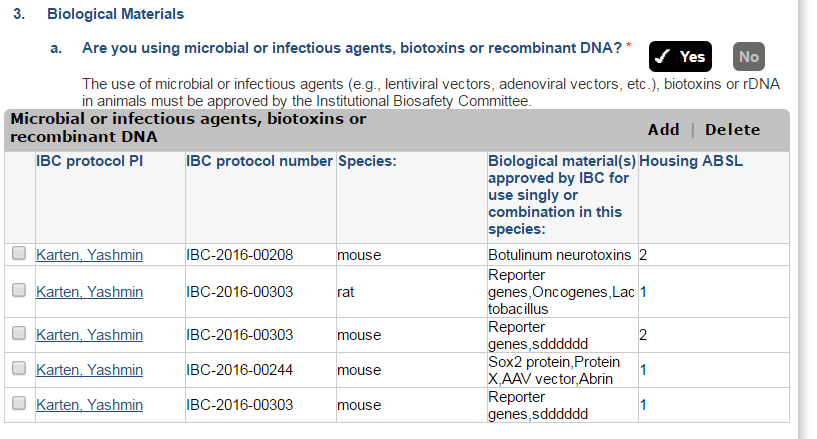 3. Biological Materials
a. Are you using microbial or infectious agents, biotoxins or recombinant DNA? * ✓ Yes No
The use of microbial or infectious agents (e.g., lentiviral vectors, adenoviral vectors, etc.), biotoxins or rDNA
in animals must be approved by the Institutional Biosafety Committee.
Microbial or infectious agents, biotoxins or
recombinant DNA
Add | Delete
IBC protocol PI IBC protocol number Species: Biological material(s) Housing ABSL
approved by IBC for
use singly or
combination in this
species:
Karten, Yashmin IBC-2016-00208 mouse Botulinum neurotoxins 2
Reporter
Karten, Yashmin IBC-2016-00303 rat genes,Oncogenes,Lac 1
tobacillus
Reporter
Karten, Yashmin IBC-2016-00303 mouse genes,sdddddd 2
Sox2 protein,Protein
Karten, Yashmin IBC-2016-00244 mouse X,AAV vector,Abrin 1
Reporter
Karten, Yashmin IBC-2016-00303 mouse genes,sdddddd 1